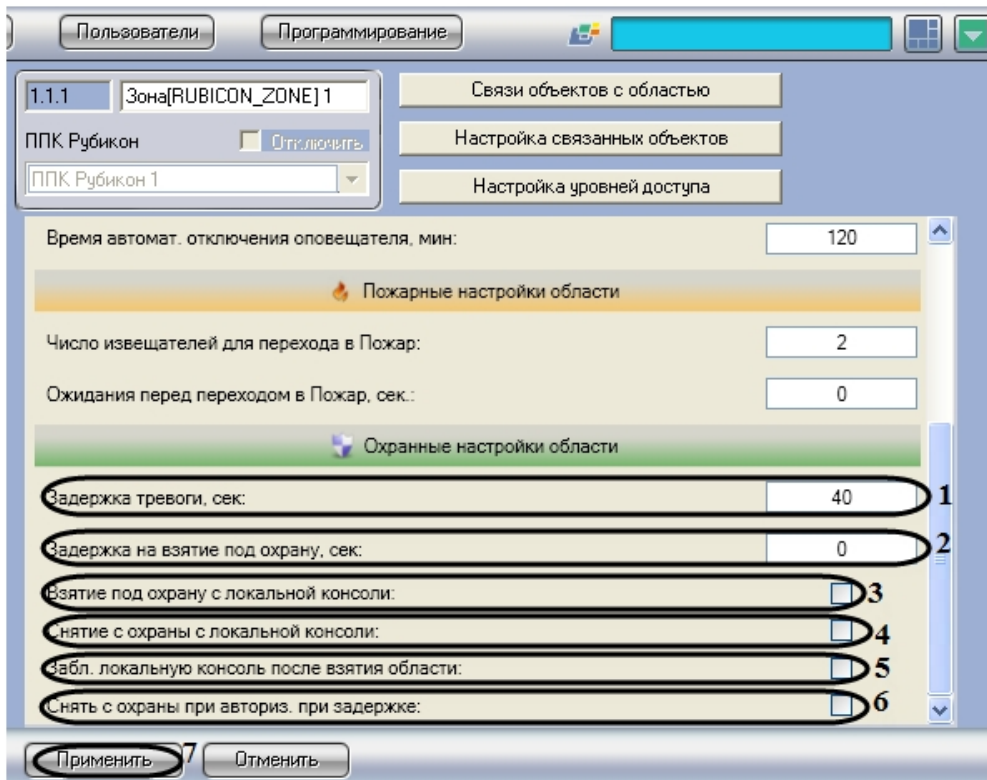 Пользователи
Программирование
1.1.1
Зона[RUBICON_ZONE] 1
Связи объектов с областью
ППК Рубикон
Отключить
Настройка связанных объектов
ППК Рубикон 1
Настройка уровней доступа
Время автомат. отключения оповещателя, мин: 120
Пожарные настройки области
Число извещателей для перехода в Пожар: 2
Ожидания перед переходом в Пожар, сек.: 0
Охранные настройки области
Задержка тревоги, сек: 40 1
Задержка на взятие под охрану, сек: 0 2
Взятие под охрану с локальной консоли: 3
Снятие с охраны с локальной консоли: 4
Забл. локальную консоль после взятия области: 5
Снять с охраны при авториз. при задержке: 6
Применить 7
Отменить